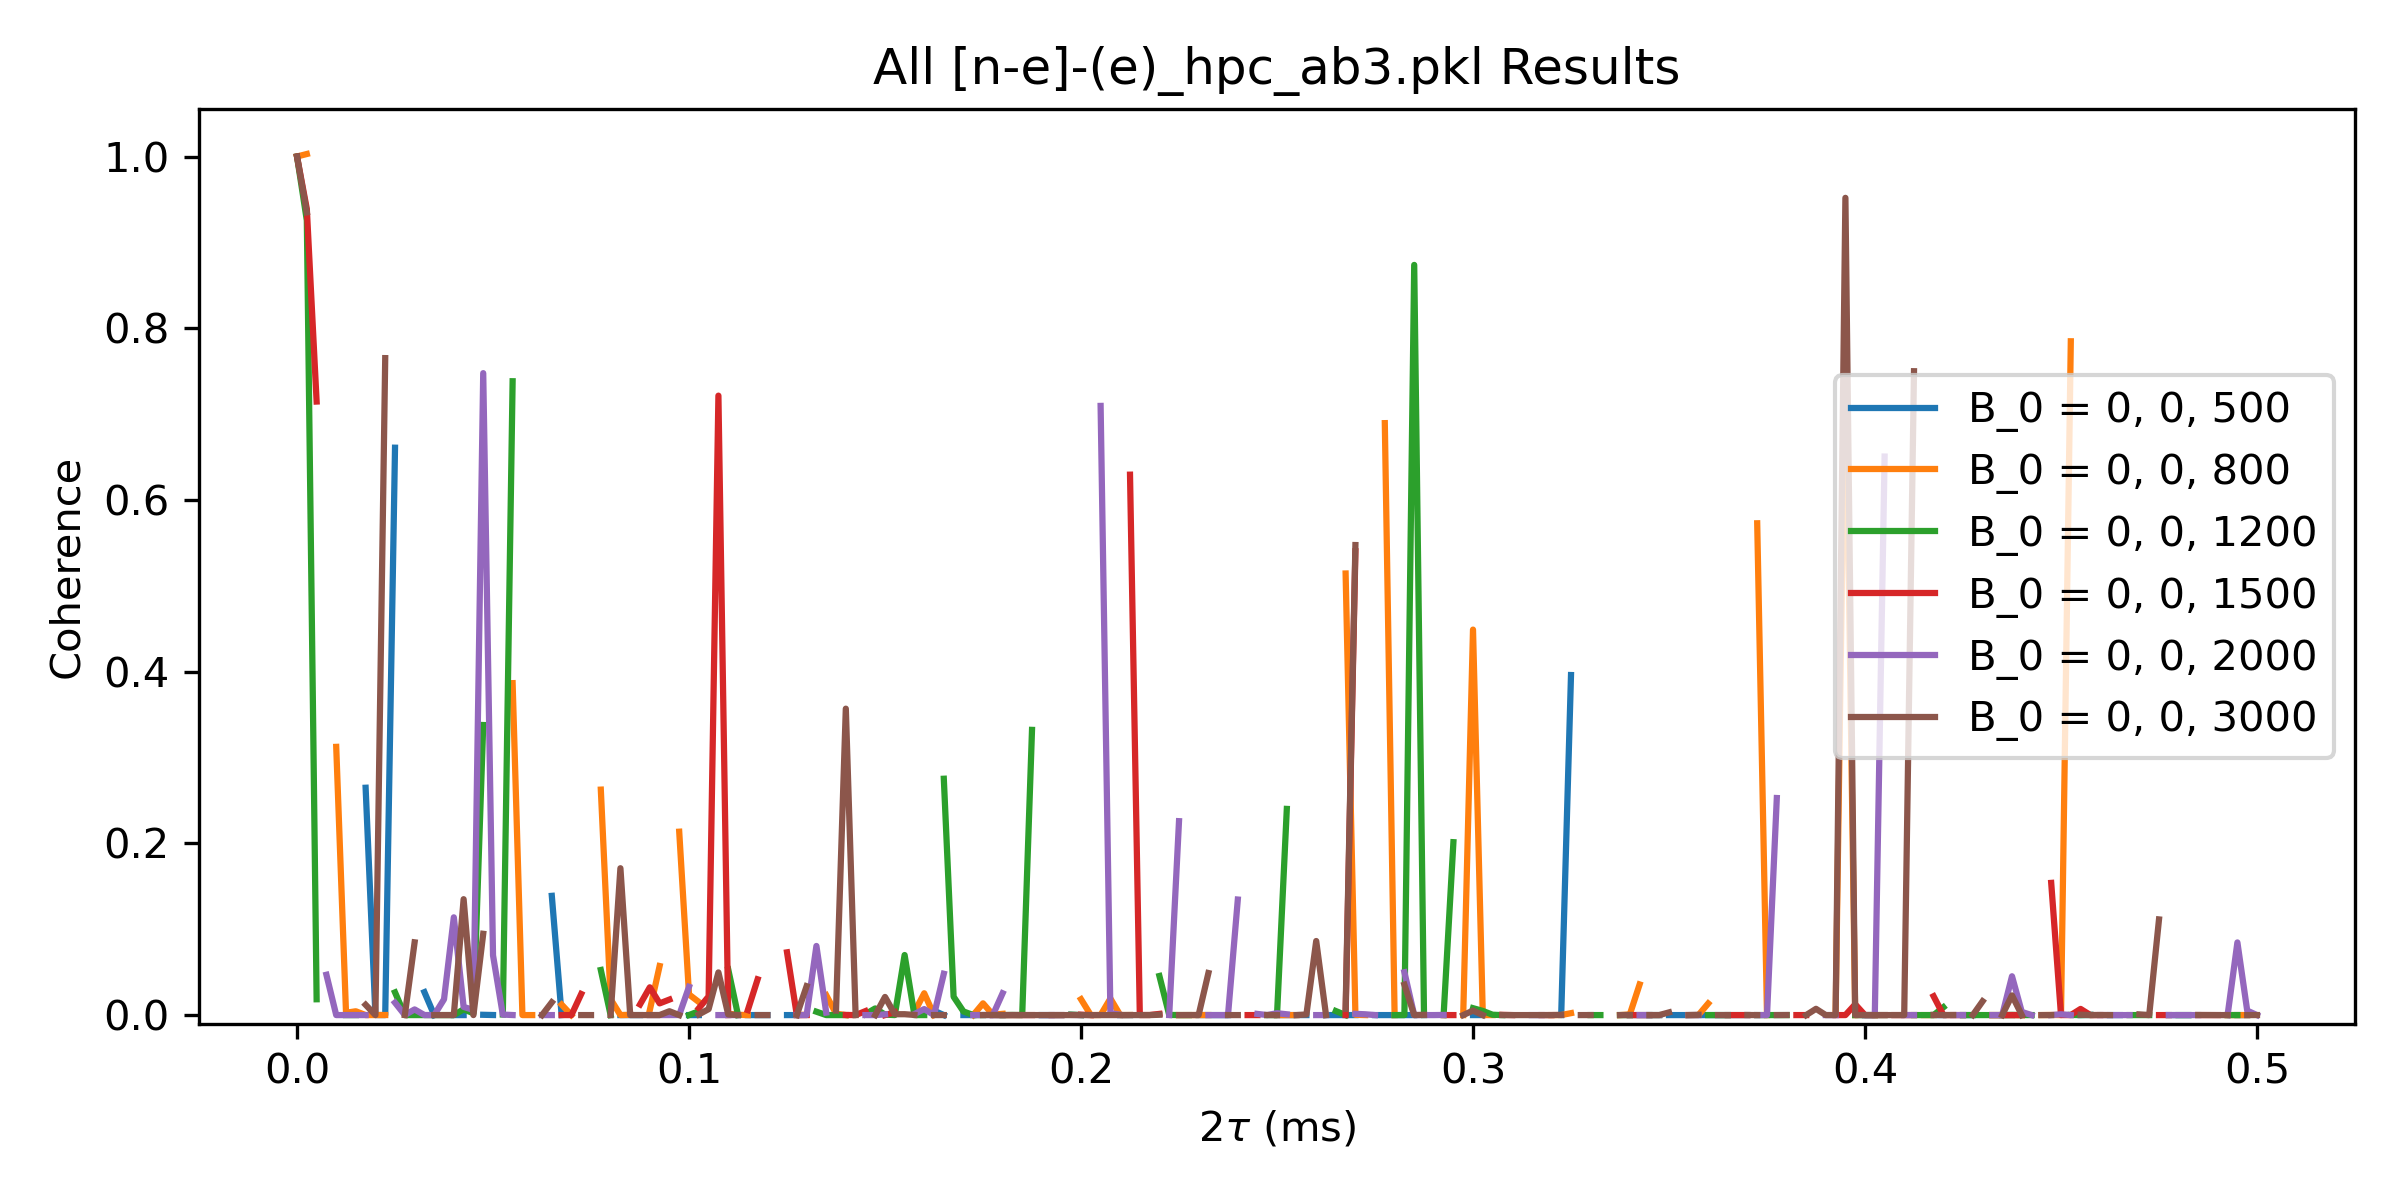 All [n-e]-(e)_hpc_ab3.pkl Results
Coherence
1.0
0.8
0.6
0.4
0.2
0.0
B_0 = 0, 0, 500
B_0 = 0, 0, 800
B_0 = 0, 0, 1200
B_0 = 0, 0, 1500
B_0 = 0, 0, 2000
B_0 = 0, 0, 3000
0.0 0.1 0.2 0.3 0.4 0.5
2τ (ms)